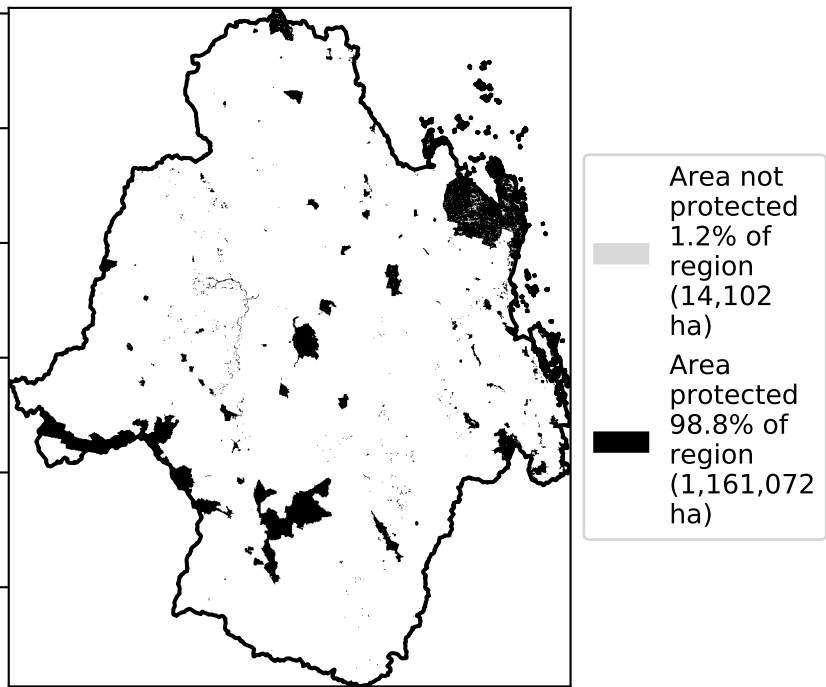 Area not
protected
1.2% of
region
(14,102
ha)
Area
protected
98.8% of
region
(1,161,072
ha)